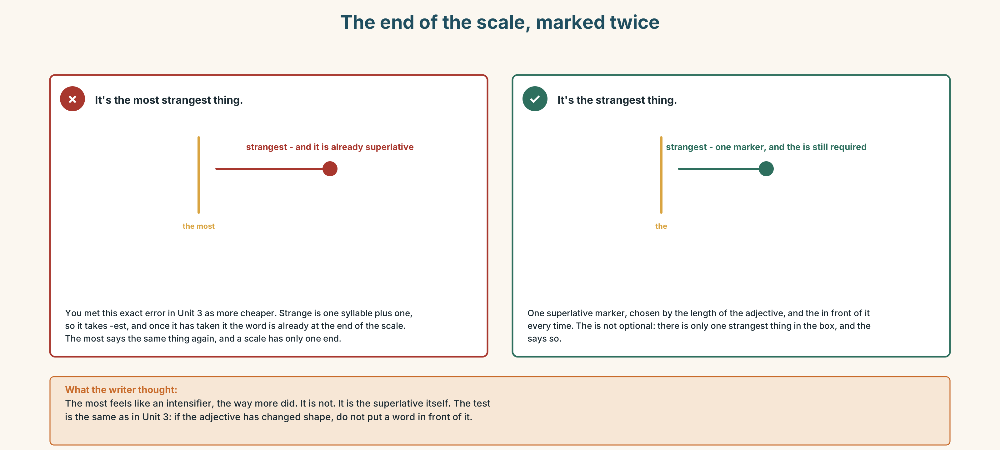 The end of the scale, marked twice
It's the most strangest thing.
strangest - and it is already superlative
the most
You met this exact error in Unit 3 as more cheaper. Strange is one syllable plus one,
so it takes -est, and once it has taken it the word is already at the end of the scale.
The most says the same thing again, and a scale has only one end.
It's the strangest thing.
strangest - one marker, and the is still required
the
One superlative marker, chosen by the length of the adjective, and the in front of it
every time. The is not optional: there is only one strangest thing in the box, and the
says so.
What the writer thought:
The most feels like an intensifier, the way more did. It is not. It is the superlative itself. The test
is the same as in Unit 3: if the adjective has changed shape, do not put a word in front of it.